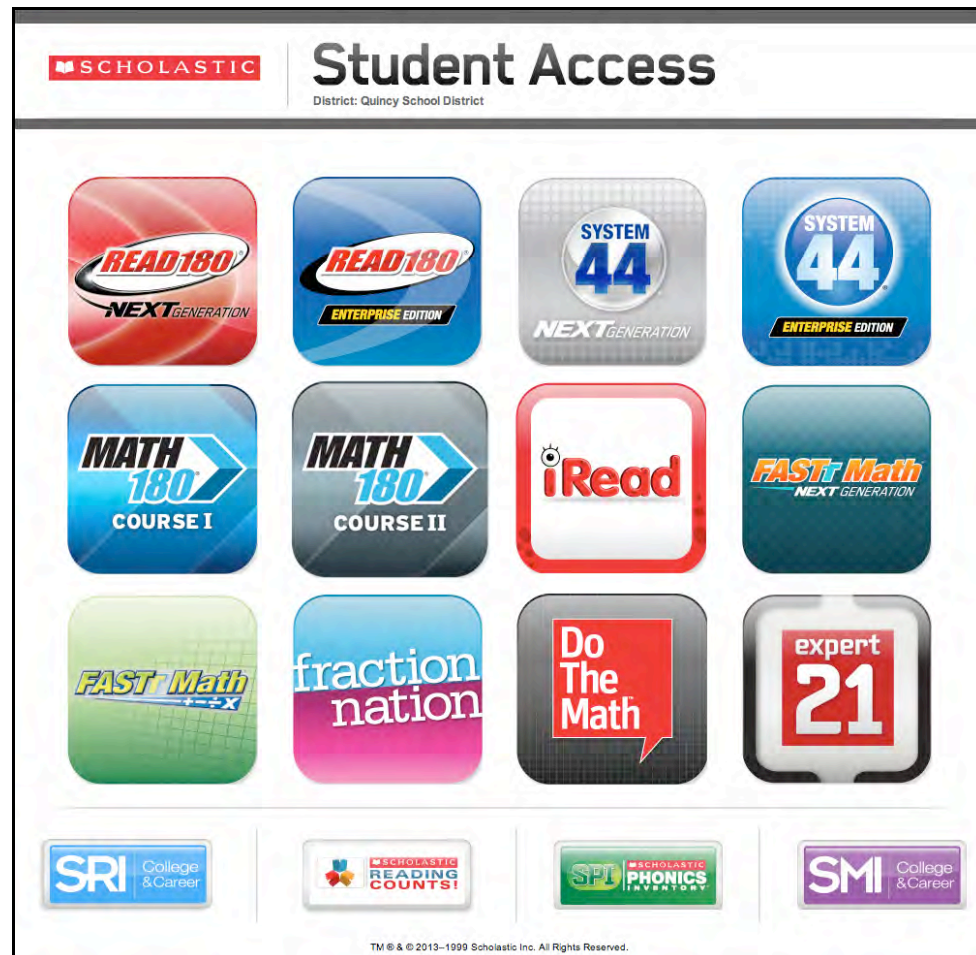 SCHOLASTIC
Student Access
District: Quincy School District
READ 180®
NEXT GENERATION
READ 180®
ENTERPRISE EDITION
SYSTEM
44
NEXT GENERATION
SYSTEM
44
ENTERPRISE EDITION
MATH
180®
COURSE I
MATH
180®
COURSE II
iRead
FASTT Math
NEXT GENERATION
FASTT Math
+-÷x
fraction
nation
Do
The
Math
expert
21
SRI College
&Career
SCHOLASTIC
READING
COUNTS!
SPI SCHOLASTIC
PHONICS
INVENTORY
SMI College
&Career
TM ® & © 2013–1999 Scholastic Inc. All Rights Reserved.